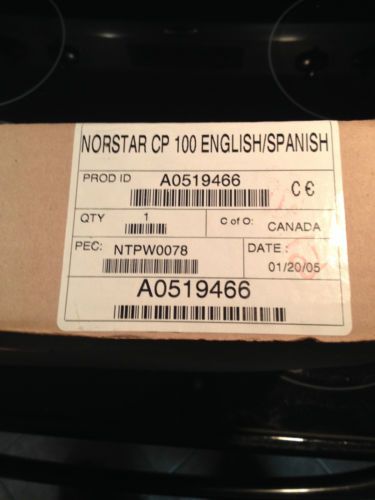 NORSTAR CP 100 ENGLISH/SPANISH
PROD ID A0519466 CE
QTY 1 C of O: CANADA
PEC: NTPW0078 DATE : 01/20/05
A0519466